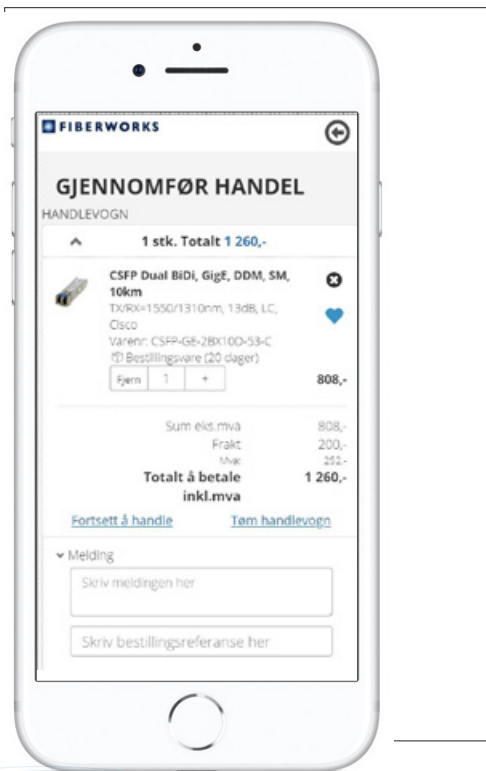 FIBERWORKS
GJENNOMFØR HANDEL
HANDLEVOGN
1 stk. Totalt 1 260,-
CSFP Dual BiDi, GigE, DDM, SM,
10km
TX/RX=1550/1310nm, 13dB, LC,
Cisco
Varenr: CSFP-GE-2BX10D-53-C
Bestillingsvare (20 dager)
Fjern 1 + 808,-
Sum eks.mva 808,-
Frakt 200,-
Mva: 252,-
Totalt å betale 1 260,-
inkl.mva
Fortsett å handle Tøm handlevogn
Melding
Skriv meldingen her
Skriv bestillingsreferanse her